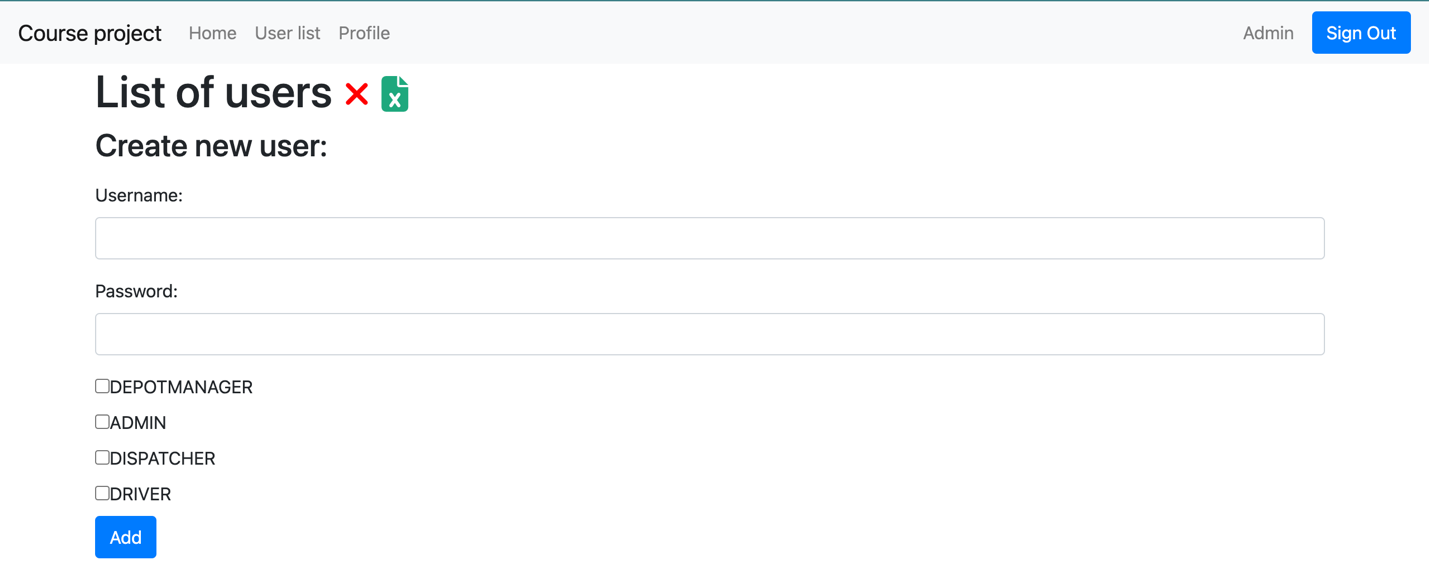 Course project Home User list Profile Admin Sign Out
List of users
Create new user:
Username:
Password:
DEPOTMANAGER
ADMIN
DISPATCHER
DRIVER
Add